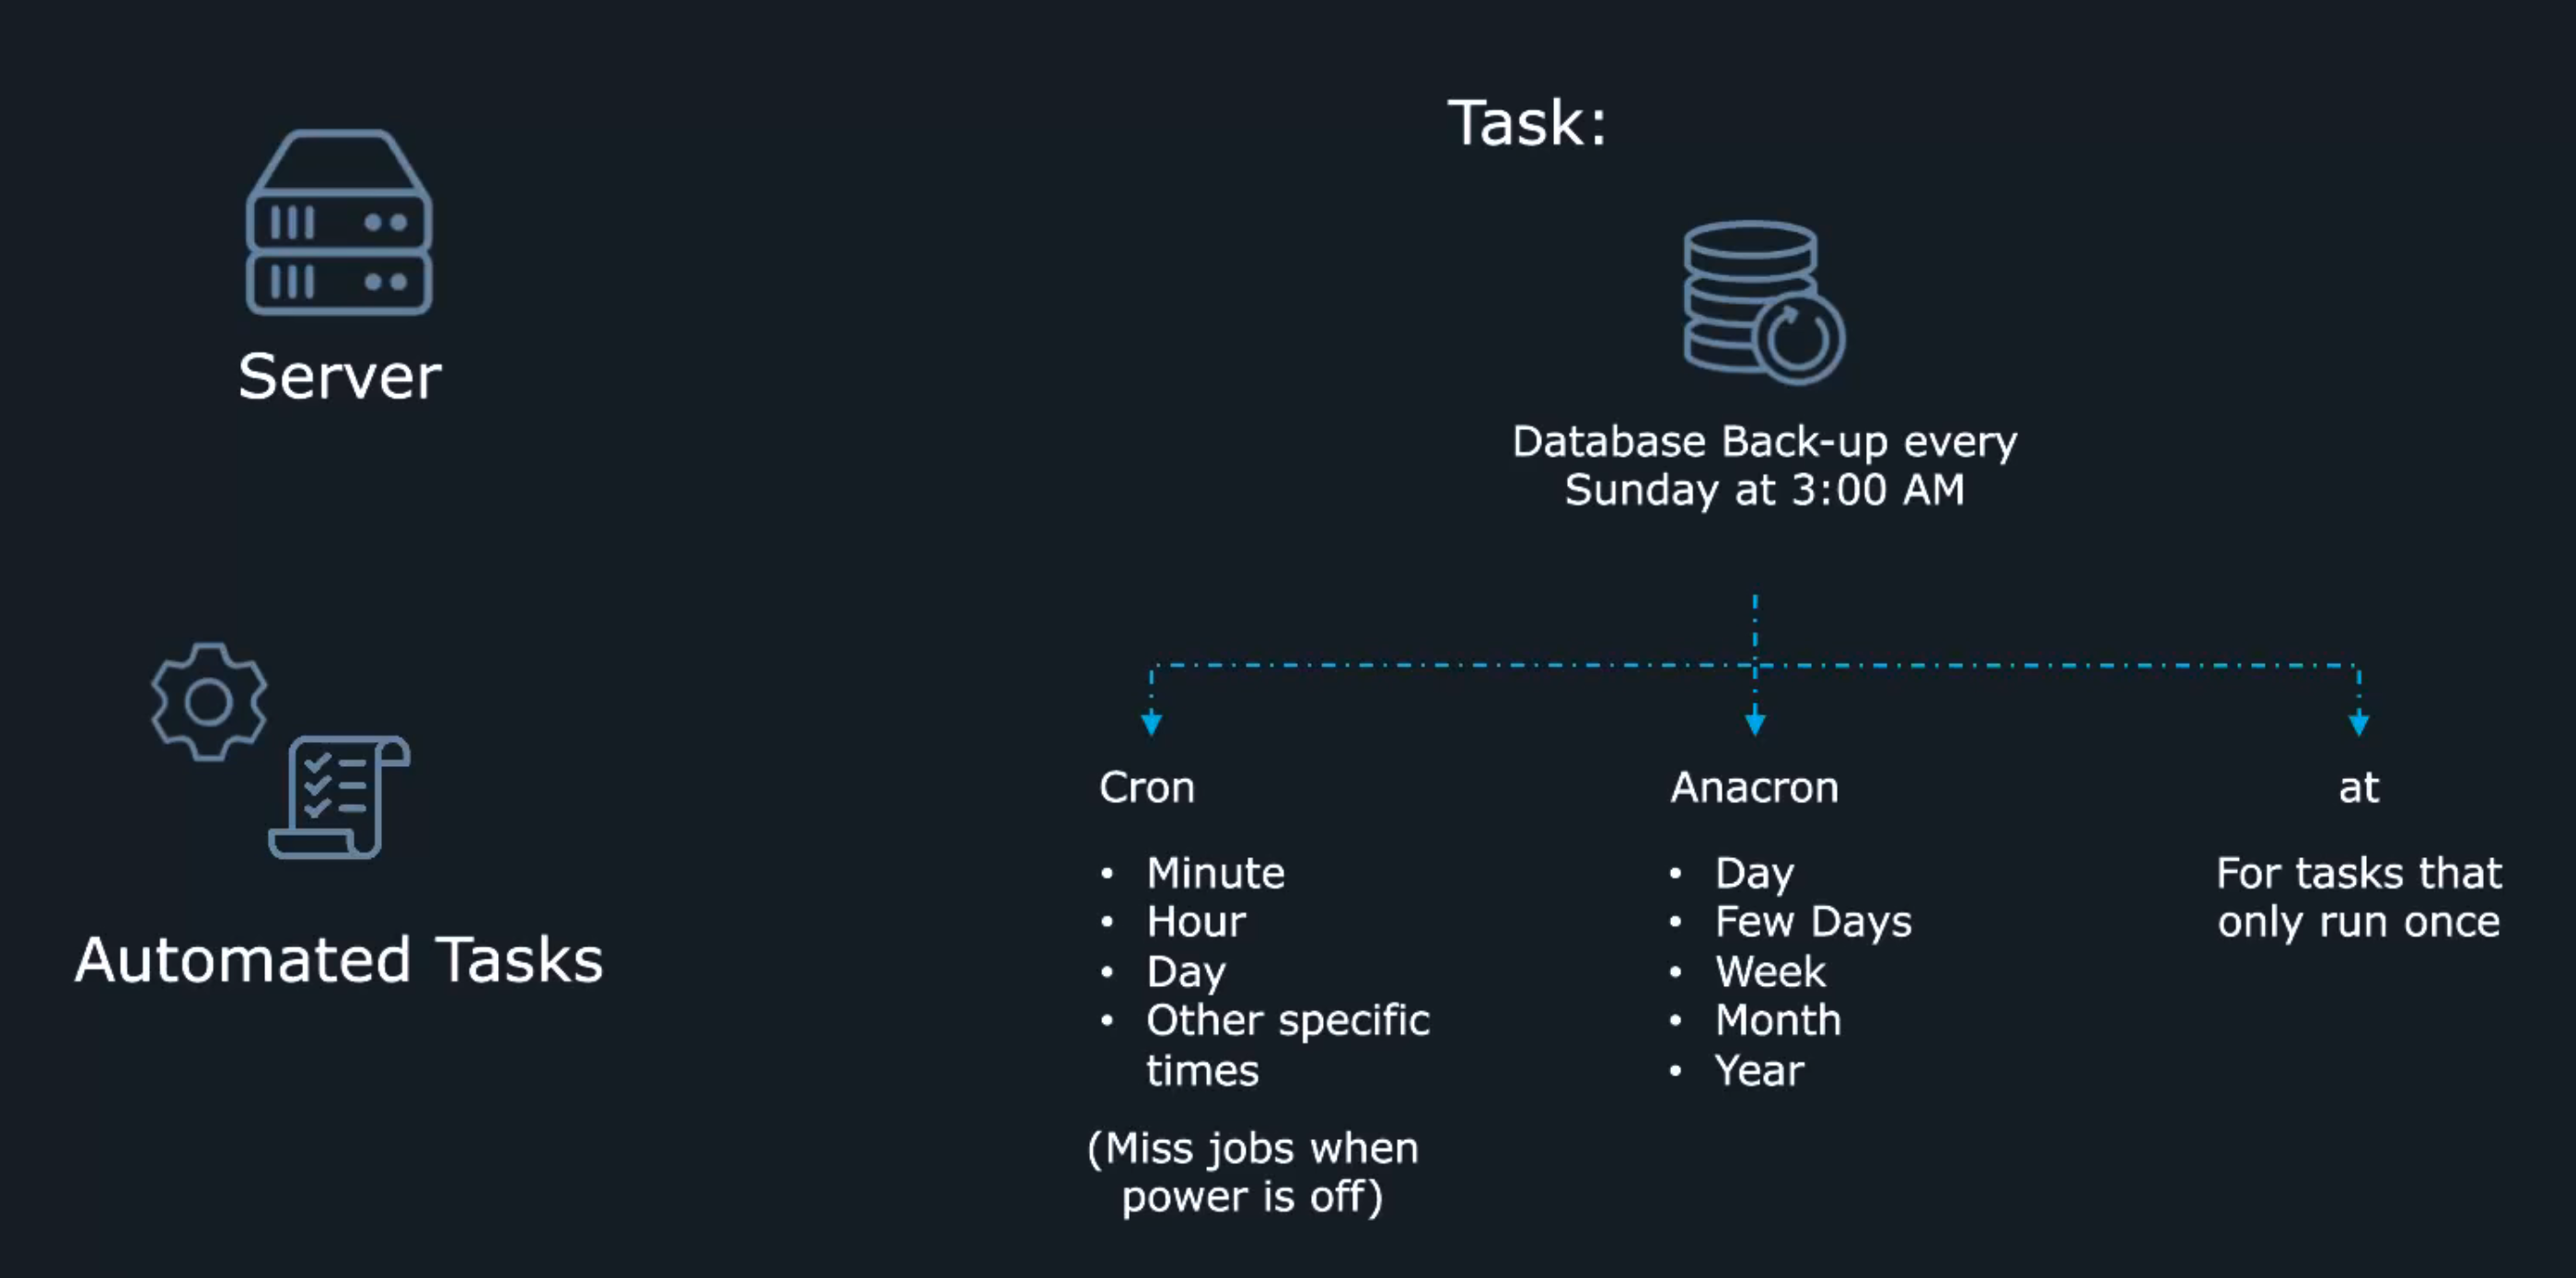 Server
Automated Tasks
Task:
Database Back-up every
Sunday at 3:00 AM
Cron
• Minute
• Hour
• Day
• Other specific
times
(Miss jobs when
power is off)
Anacron
• Day
• Few Days
• Week
• Month
• Year
at
For tasks that
only run once